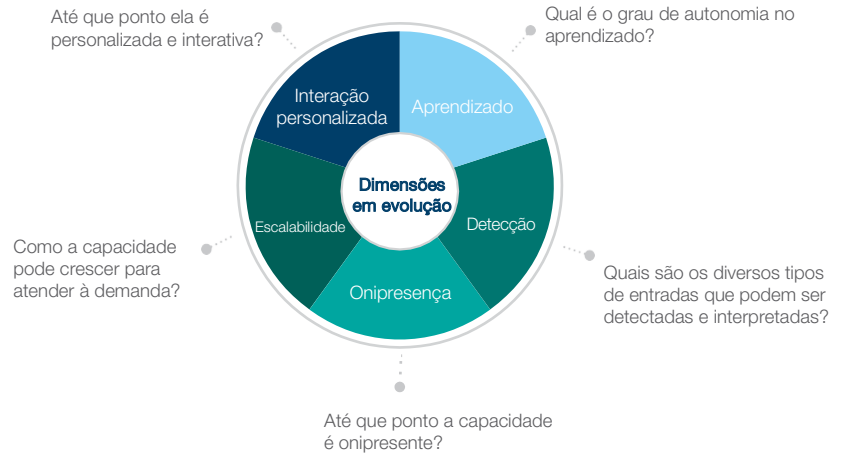 Até que ponto ela é
personalizada e interativa?
Qual é o grau de autonomia no
aprendizado?
Interação
personalizada
Aprendizado
Dimensões
em evolução
Escalabilidade
Detecção
Onipresença
Como a capacidade
pode crescer para
atender à demanda?
Quais são os diversos tipos
de entradas que podem ser
detectadas e interpretadas?
Até que ponto a capacidade
é onipresente?